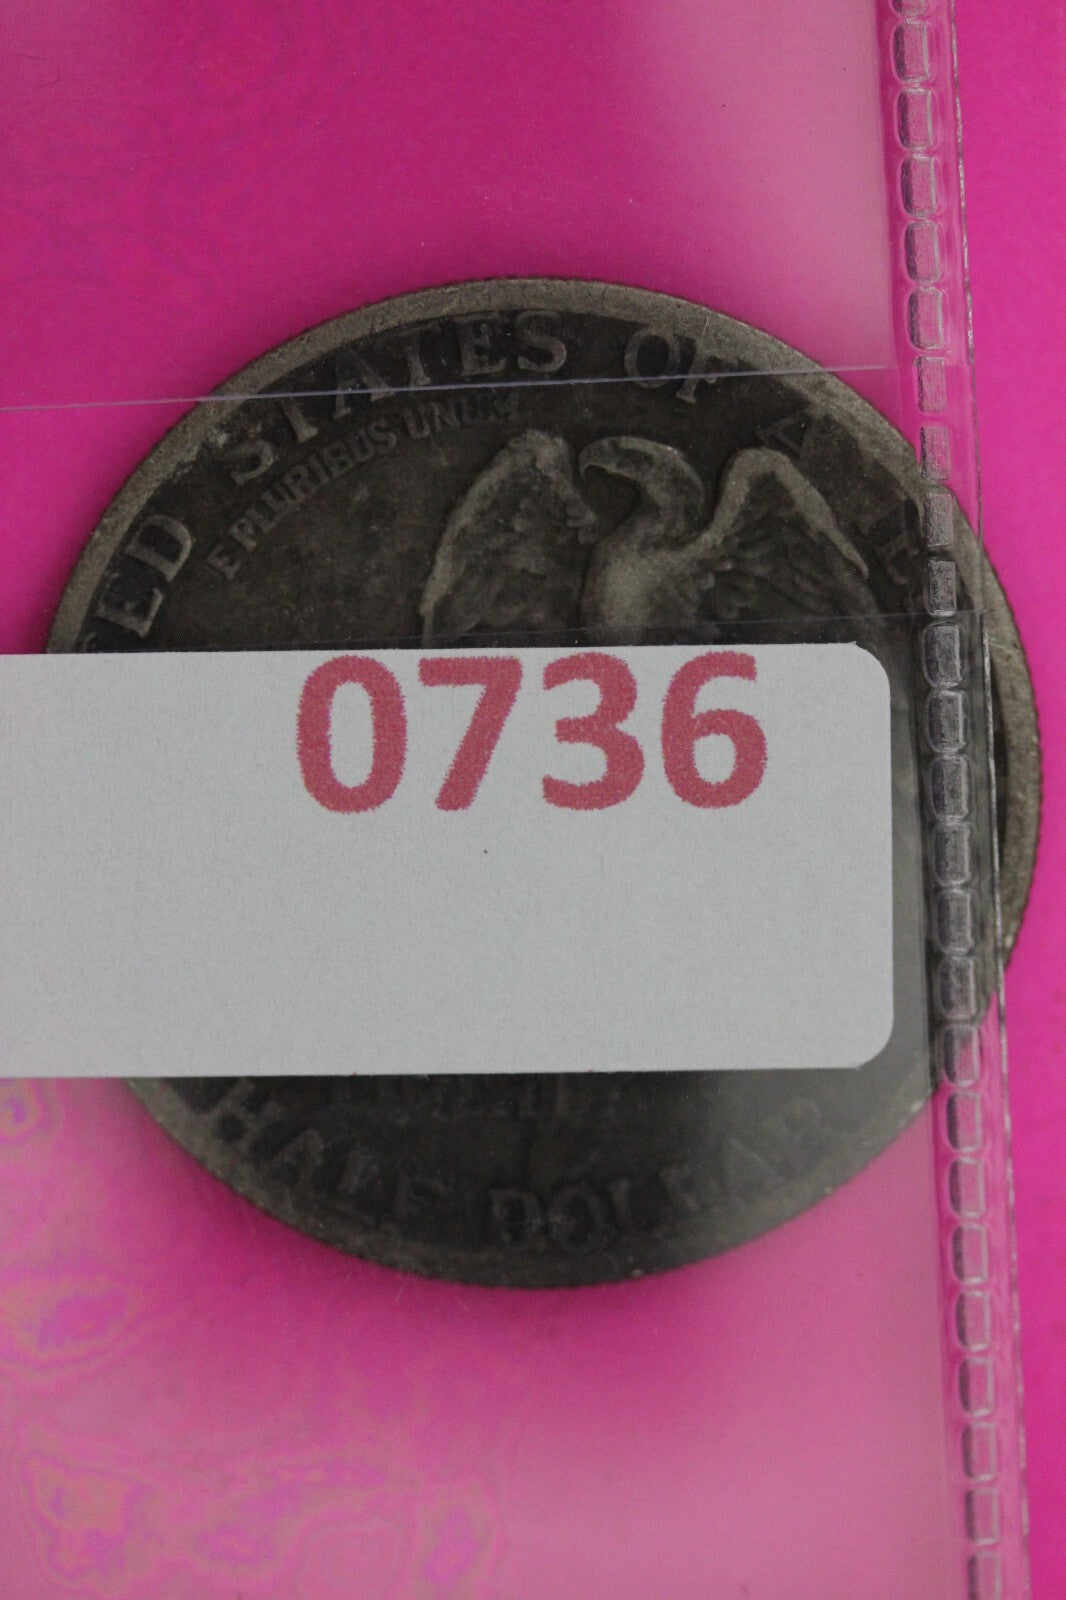 ED STATES OF A
E PLURIBUS UNUM
0736
HALF DOLLAR